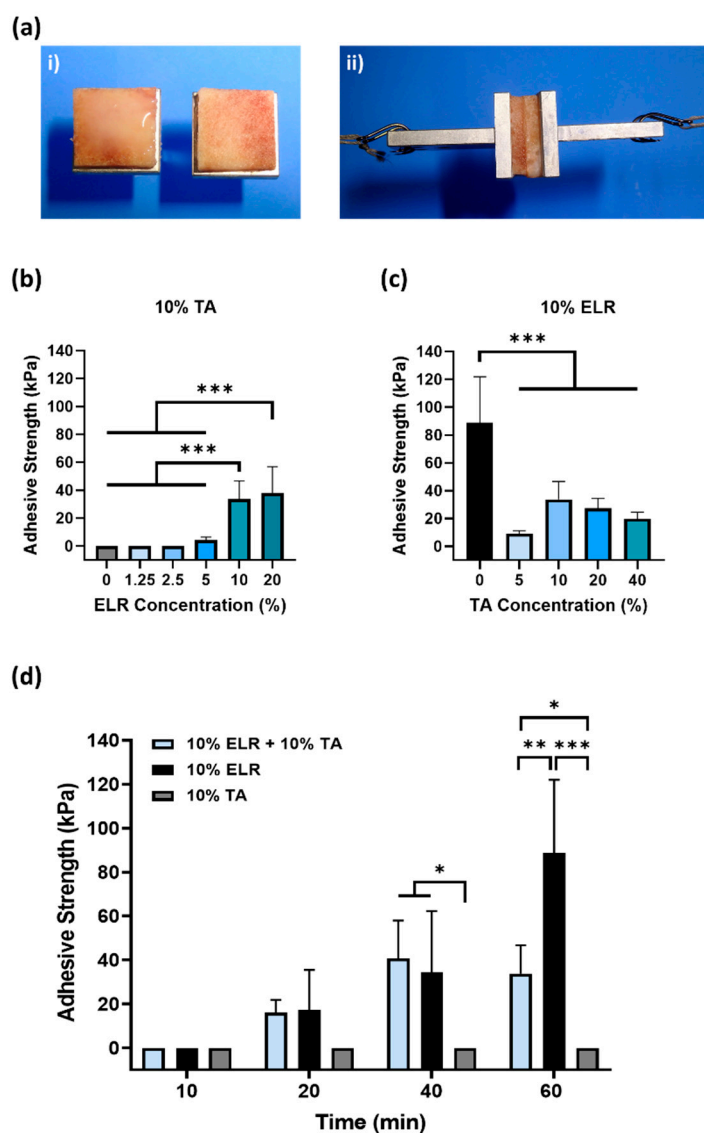 (a)
i)
ii)
(b)
10% TA
Adhesive Strength (kPa)
140
120
100
80
60
40
20
0
***
***
0 1.25 2.5 5 10 20
ELR Concentration (%)
(c)
10% ELR
Adhesive Strength (kPa)
140
120
100
80
60
40
20
0
***
0 5 10 20 40
TA Concentration (%)
(d)
Adhesive Strength (kPa)
140
120
100
80
60
40
20
0
10% ELR + 10% TA
10% ELR
10% TA
*
*
** ***
10 20 40 60
Time (min)